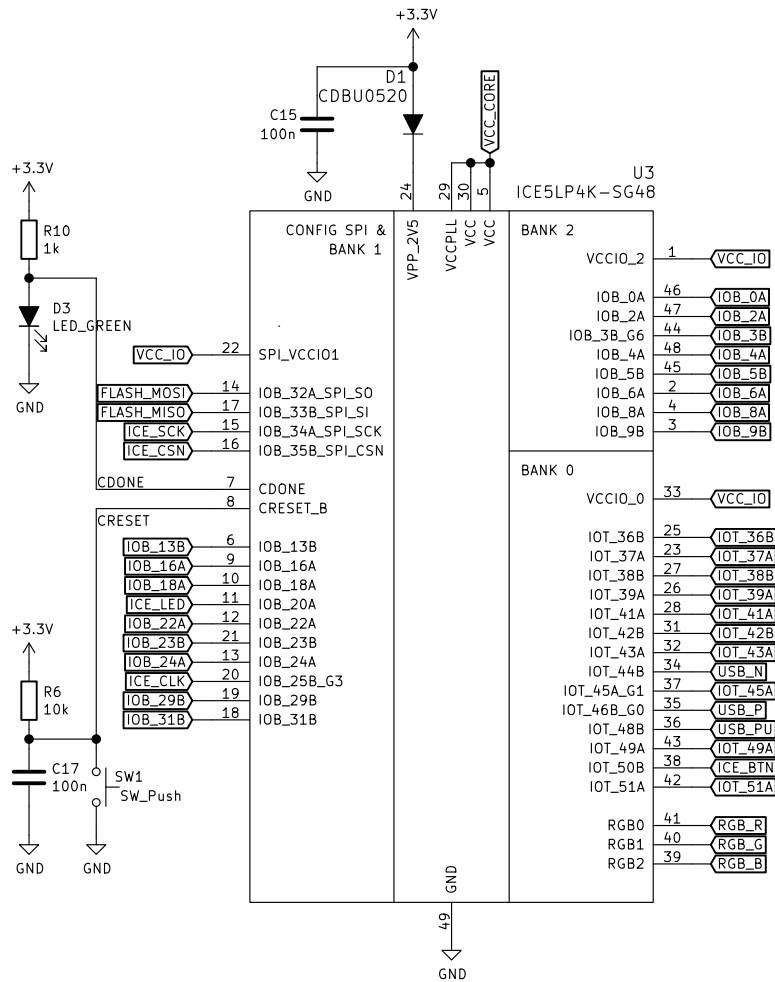 +3.3V
D1
CDBU0520
C15
100n
GND
VCC_CORE
24
29
30
5
U3
ICE5LP4K-SG48
+3.3V
R10
1k
D3
LED_GREEN
GND
CONFIG SPI &
BANK 1
VPP_2V5
VCCPLL
VCC
VCC
BANK 2
VCCIO_2 1 VCC_IO
IOB_0A 46 IOB_0A
IOB_2A 47 IOB_2A
IOB_3B_G6 44 IOB_3B
IOB_4A 48 IOB_4A
IOB_5B 45 IOB_5B
IOB_6A 2 IOB_6A
IOB_8A 4 IOB_8A
IOB_9B 3 IOB_9B
VCC_IO 22 SPI_VCCIO1
FLASH_MOSI 14 IOB_32A_SPI_SO
FLASH_MISO 17 IOB_33B_SPI_SI
ICE_SCK 15 IOB_34A_SPI_SCK
ICE_CSN 16 IOB_35B_SPI_CSN
CDONE 7 CDONE
CRESET 8 CRESET_B
IOB_13B 6 IOB_13B
IOB_16A 9 IOB_16A
IOB_18A 10 IOB_18A
ICE_LED 11 IOB_20A
IOB_22A 12 IOB_22A
IOB_23B 21 IOB_23B
IOB_24A 13 IOB_24A
ICE_CLK 20 IOB_25B_G3
IOB_29B 19 IOB_29B
IOB_31B 18 IOB_31B
BANK 0
VCCIO_0 33 VCC_IO
IOT_36B 25 IOT_36B
IOT_37A 23 IOT_37A
IOT_38B 27 IOT_38B
IOT_39A 26 IOT_39A
IOT_41A 28 IOT_41A
IOT_42B 31 IOT_42B
IOT_43A 32 IOT_43A
IOT_44B 34 USB_N
IOT_45A_G1 37 IOT_45A
IOT_46B_G0 35 USB_P
IOT_48B 36 USB_PU
IOT_49A 43 IOT_49A
IOT_50B 38 ICE_BTN
IOT_51A 42 IOT_51A
RGB0 41 RGB_R
RGB1 40 RGB_G
RGB2 39 RGB_B
+3.3V
R6
10k
C17
100n
SW1
SW_Push
GND
GND
GND
49
GND